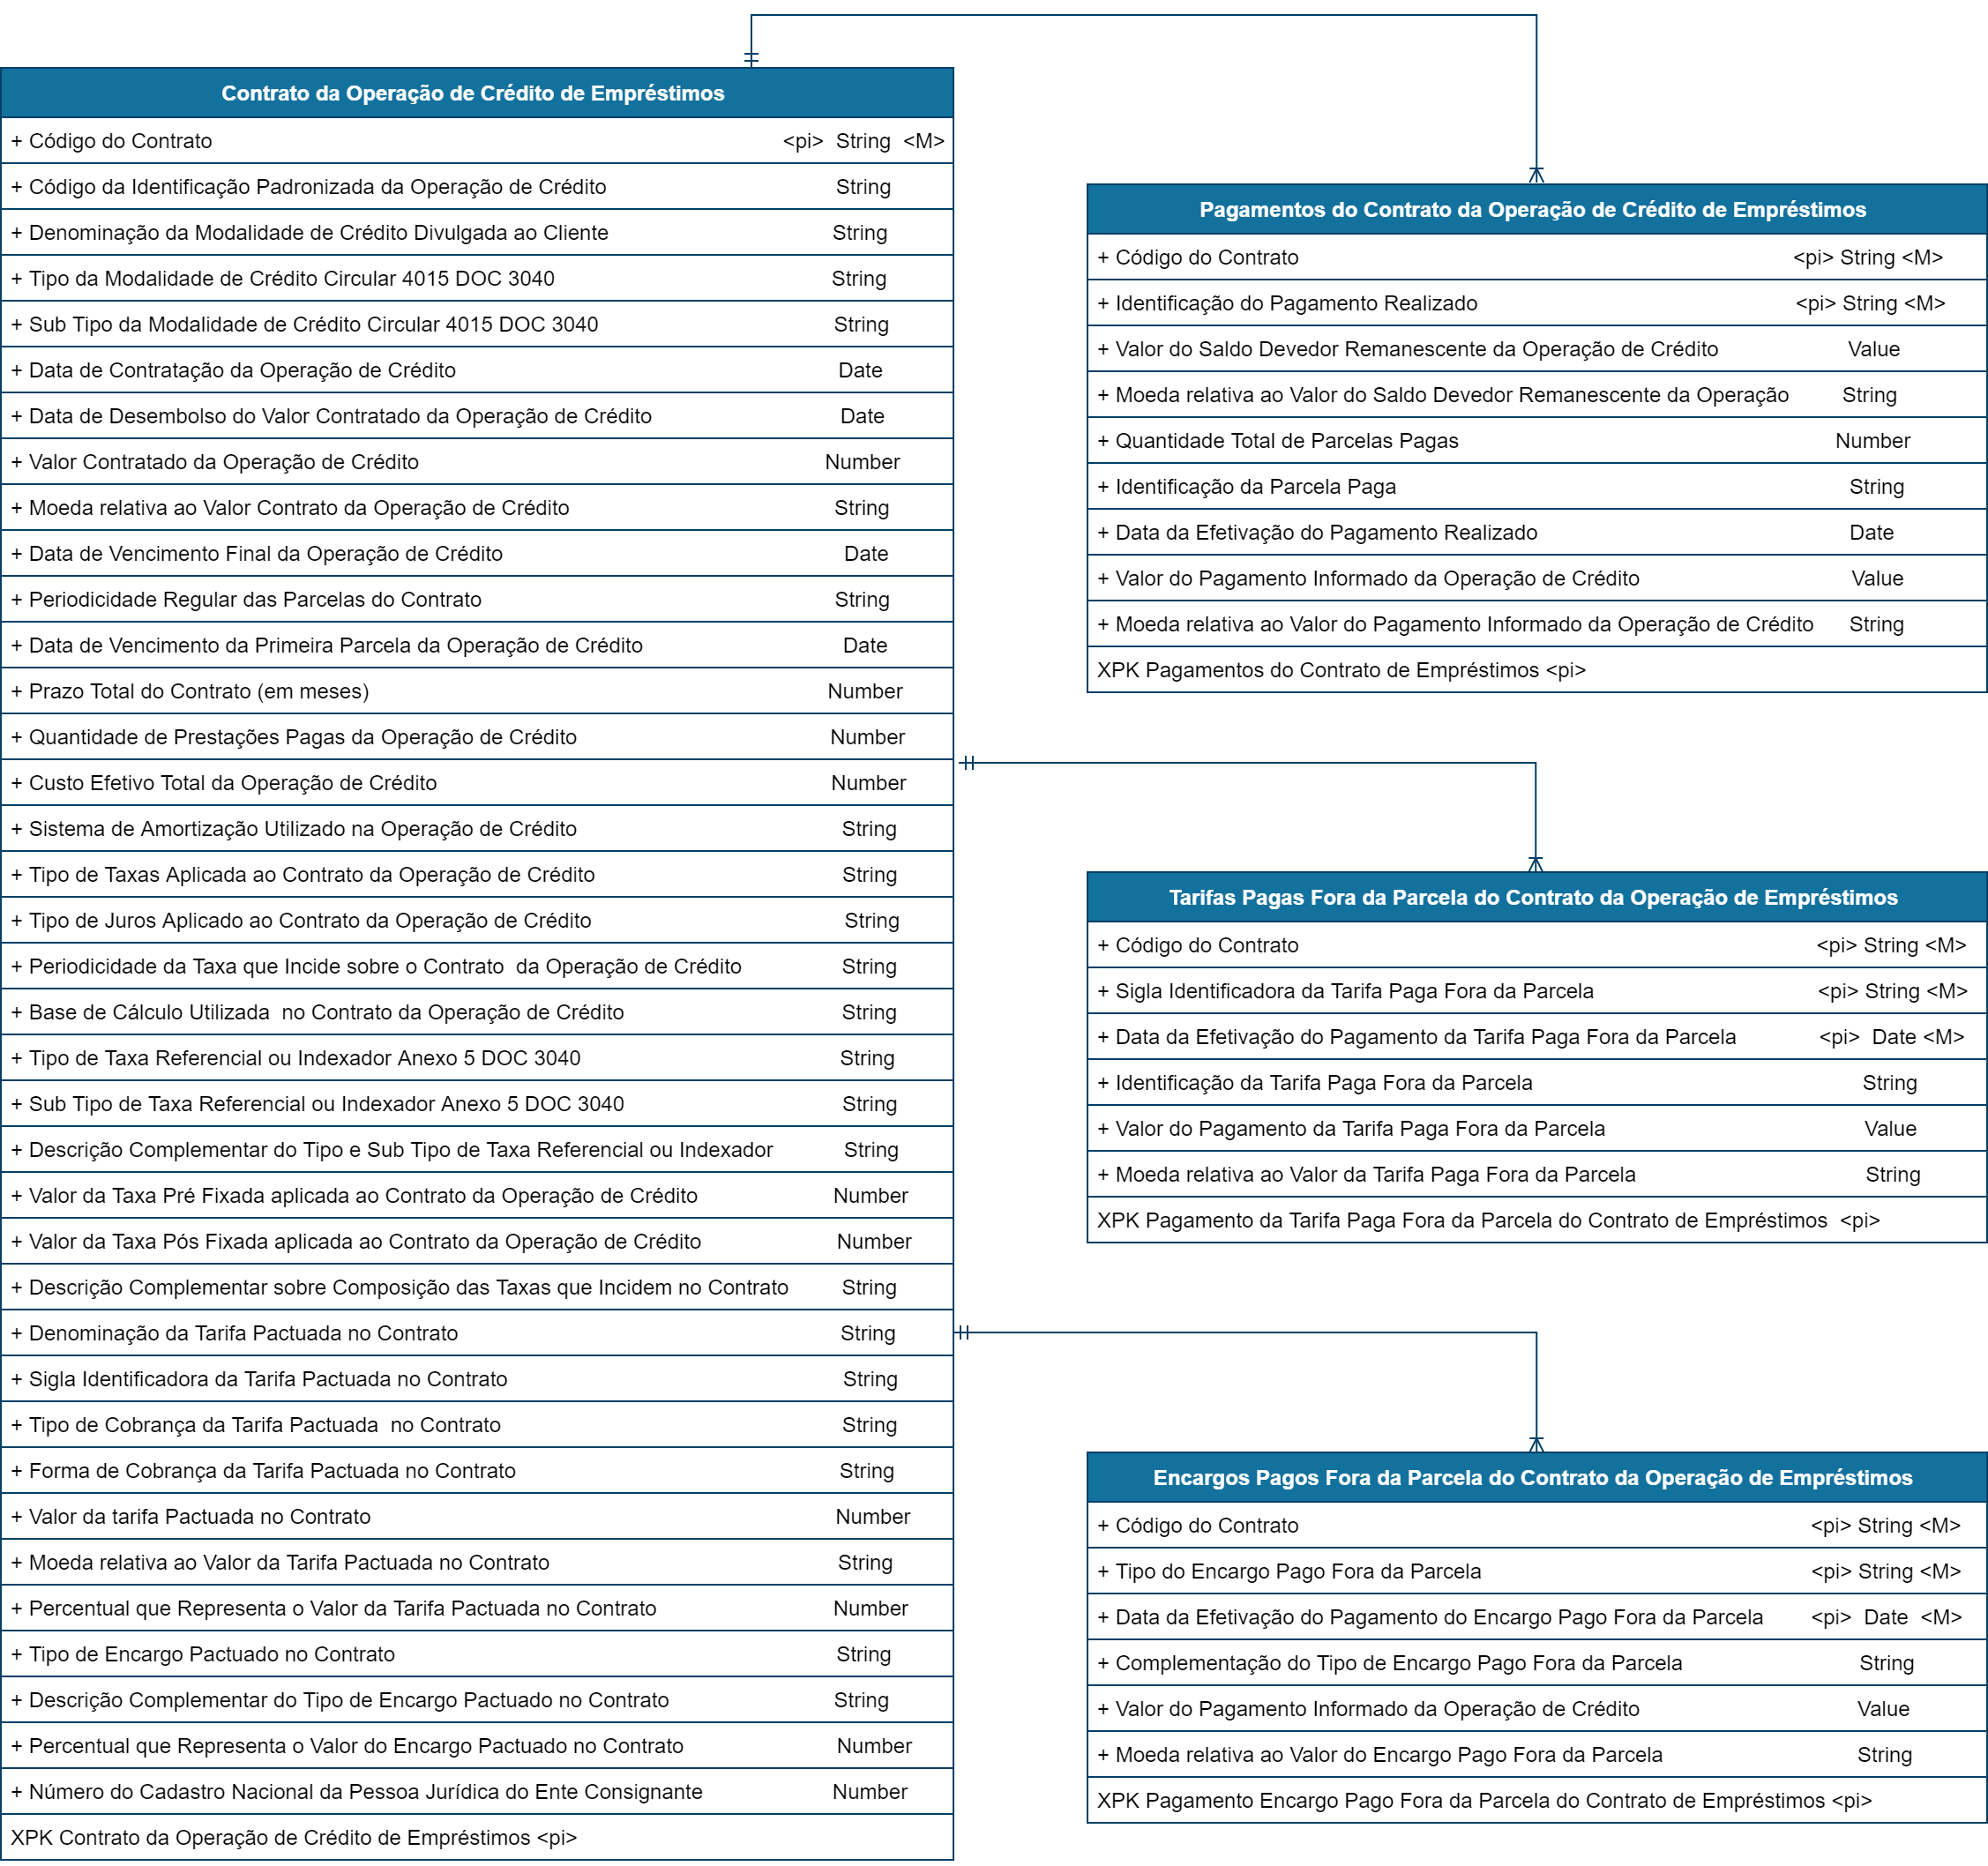 Contrato da Operação de Crédito de Empréstimos
+ Código do Contrato <pi> String <M>
+ Código da Identificação Padronizada da Operação de Crédito String
+ Denominação da Modalidade de Crédito Divulgada ao Cliente String
+ Tipo da Modalidade de Crédito Circular 4015 DOC 3040 String
+ Sub Tipo da Modalidade de Crédito Circular 4015 DOC 3040 String
+ Data de Contratação da Operação de Crédito Date
+ Data de Desembolso do Valor Contratado da Operação de Crédito Date
+ Valor Contratado da Operação de Crédito Number
+ Moeda relativa ao Valor Contrato da Operação de Crédito String
+ Data de Vencimento Final da Operação de Crédito Date
+ Periodicidade Regular das Parcelas do Contrato String
+ Data de Vencimento da Primeira Parcela da Operação de Crédito Date
+ Prazo Total do Contrato (em meses) Number
+ Quantidade de Prestações Pagas da Operação de Crédito Number
+ Custo Efetivo Total da Operação de Crédito Number
+ Sistema de Amortização Utilizado na Operação de Crédito String
+ Tipo de Taxas Aplicada ao Contrato da Operação de Crédito String
+ Tipo de Juros Aplicado ao Contrato da Operação de Crédito String
+ Periodicidade da Taxa que Incide sobre o Contrato da Operação de Crédito String
+ Base de Cálculo Utilizada no Contrato da Operação de Crédito String
+ Tipo de Taxa Referencial ou Indexador Anexo 5 DOC 3040 String
+ Sub Tipo de Taxa Referencial ou Indexador Anexo 5 DOC 3040 String
+ Descrição Complementar do Tipo e Sub Tipo de Taxa Referencial ou Indexador String
+ Valor da Taxa Pré Fixada aplicada ao Contrato da Operação de Crédito Number
+ Valor da Taxa Pós Fixada aplicada ao Contrato da Operação de Crédito Number
+ Descrição Complementar sobre Composição das Taxas que Incidem no Contrato String
+ Denominação da Tarifa Pactuada no Contrato String
+ Sigla Identificadora da Tarifa Pactuada no Contrato String
+ Tipo de Cobrança da Tarifa Pactuada no Contrato String
+ Forma de Cobrança da Tarifa Pactuada no Contrato String
+ Valor da tarifa Pactuada no Contrato Number
+ Moeda relativa ao Valor da Tarifa Pactuada no Contrato String
+ Percentual que Representa o Valor da Tarifa Pactuada no Contrato Number
+ Tipo de Encargo Pactuado no Contrato String
+ Descrição Complementar do Tipo de Encargo Pactuado no Contrato String
+ Percentual que Representa o Valor do Encargo Pactuado no Contrato Number
+ Número do Cadastro Nacional da Pessoa Jurídica do Ente Consignante Number
XPK Contrato da Operação de Crédito de Empréstimos <pi>
Pagamentos do Contrato da Operação de Crédito de Empréstimos
+ Código do Contrato <pi> String <M>
+ Identificação do Pagamento Realizado <pi> String <M>
+ Valor do Saldo Devedor Remanescente da Operação de Crédito Value
+ Moeda relativa ao Valor do Saldo Devedor Remanescente da Operação String
+ Quantidade Total de Parcelas Pagas Number
+ Identificação da Parcela Paga String
+ Data da Efetivação do Pagamento Realizado Date
+ Valor do Pagamento Informado da Operação de Crédito Value
+ Moeda relativa ao Valor do Pagamento Informado da Operação de Crédito String
XPK Pagamentos do Contrato de Empréstimos <pi>
Tarifas Pagas Fora da Parcela do Contrato da Operação de Empréstimos
+ Código do Contrato <pi> String <M>
+ Sigla Identificadora da Tarifa Paga Fora da Parcela <pi> String <M>
+ Data da Efetivação do Pagamento da Tarifa Paga Fora da Parcela <pi> Date <M>
+ Identificação da Tarifa Paga Fora da Parcela String
+ Valor do Pagamento da Tarifa Paga Fora da Parcela Value
+ Moeda relativa ao Valor da Tarifa Paga Fora da Parcela String
XPK Pagamento da Tarifa Paga Fora da Parcela do Contrato de Empréstimos <pi>
Encargos Pagos Fora da Parcela do Contrato da Operação de Empréstimos
+ Código do Contrato <pi> String <M>
+ Tipo do Encargo Pago Fora da Parcela <pi> String <M>
+ Data da Efetivação do Pagamento do Encargo Pago Fora da Parcela <pi> Date <M>
+ Complementação do Tipo de Encargo Pago Fora da Parcela String
+ Valor do Pagamento Informado da Operação de Crédito Value
+ Moeda relativa ao Valor do Encargo Pago Fora da Parcela String
XPK Pagamento Encargo Pago Fora da Parcela do Contrato de Empréstimos <pi>